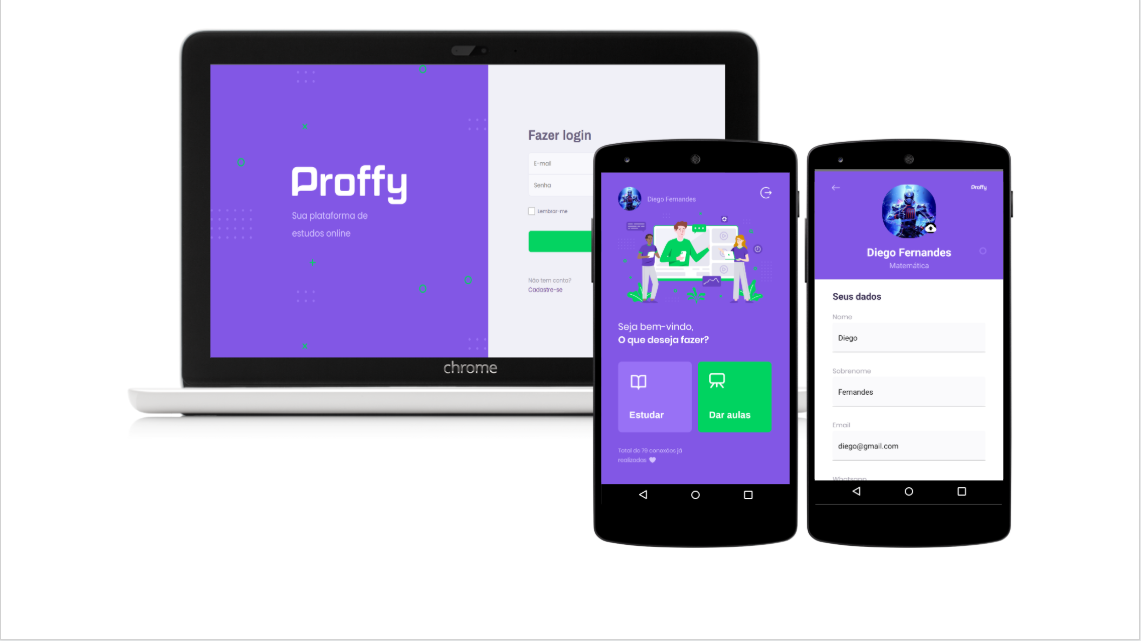 Proffy
Sua plataforma de
estudos online
Fazer login
E-mail
Senha
Lembrar-me
Não tem conta?
Cadastre-se
chrome
Diego Fernandes
Seja bem-vindo,
O que deseja fazer?
Estudar
Dar aulas
Total de 79 conexões já
realizadas
Proffy
Diego Fernandes
Matemática
Seus dados
Nome
Diego
Sobrenome
Fernandes
Email
diego@gmail.com
Whatsapp